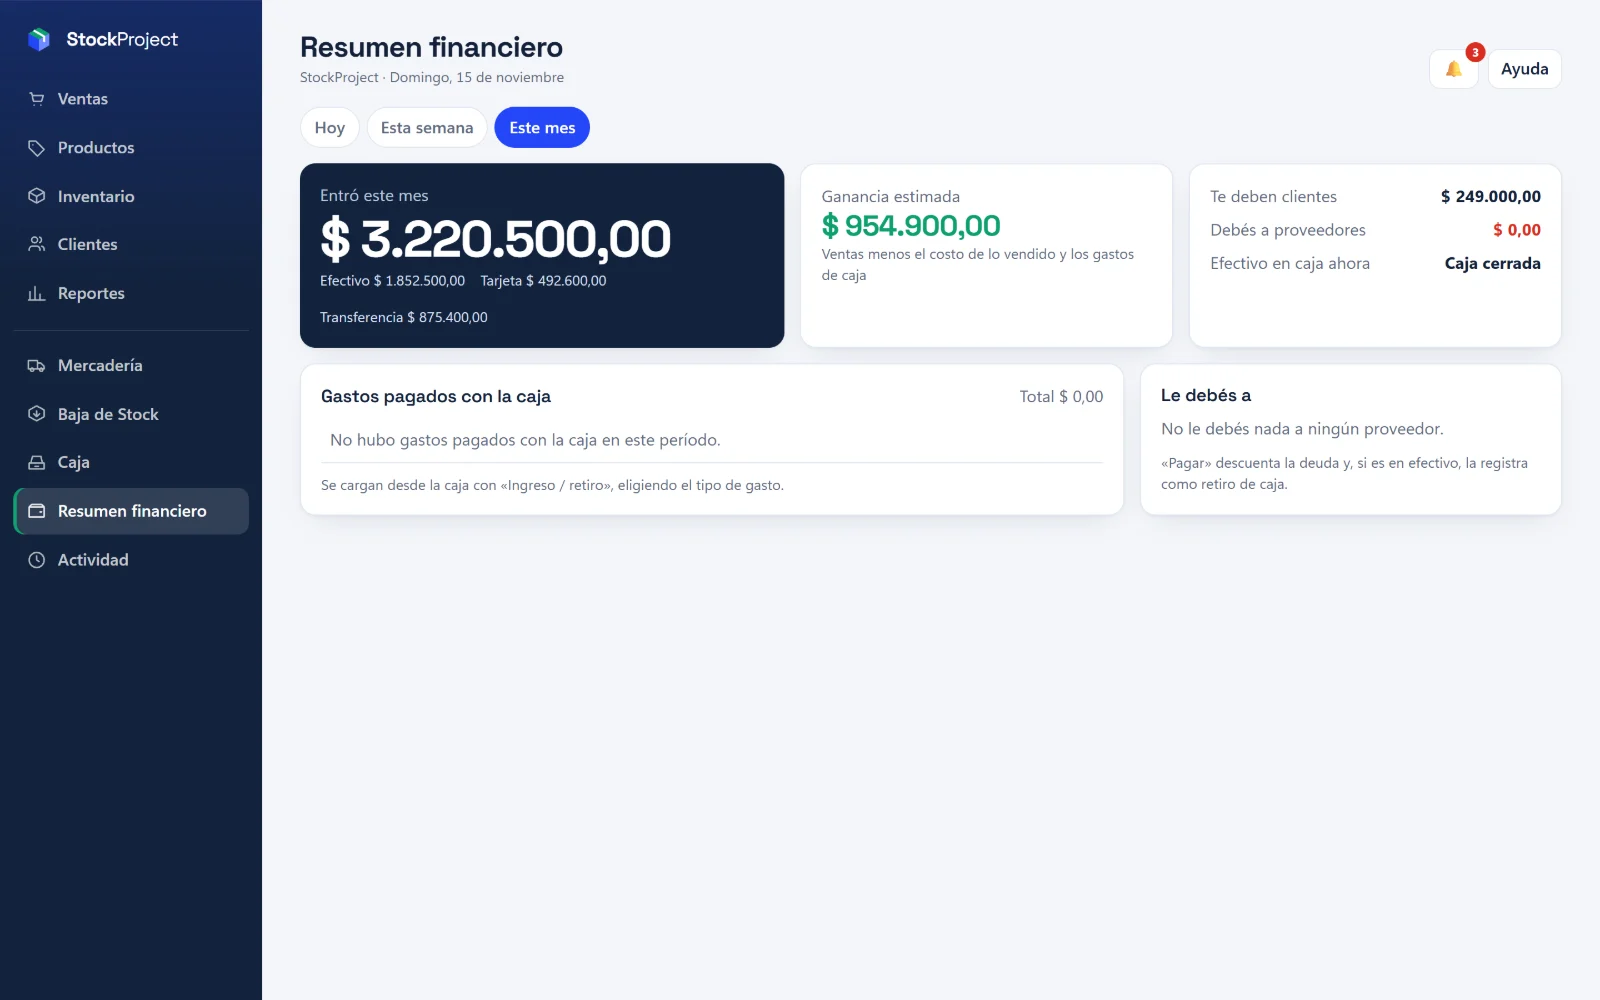 StockProject
Ventas
Productos
Inventario
Clientes
Reportes
Mercadería
Baja de Stock
Caja
Resumen financiero
Actividad
Resumen financiero
StockProject · Domingo, 15 de noviembre
3
Ayuda
Hoy
Esta semana
Este mes
Entró este mes
$ 3.220.500,00
Efectivo $ 1.852.500,00 Tarjeta $ 492.600,00
Transferencia $ 875.400,00
Ganancia estimada
$ 954.900,00
Ventas menos el costo de lo vendido y los gastos
de caja
Te deben clientes $ 249.000,00
Debés a proveedores $ 0,00
Efectivo en caja ahora Caja cerrada
Gastos pagados con la caja Total $ 0,00
No hubo gastos pagados con la caja en este período.
Se cargan desde la caja con «Ingreso / retiro», eligiendo el tipo de gasto.
Le debés a
No le debés nada a ningún proveedor.
«Pagar» descuenta la deuda y, si es en efectivo, la registra
como retiro de caja.